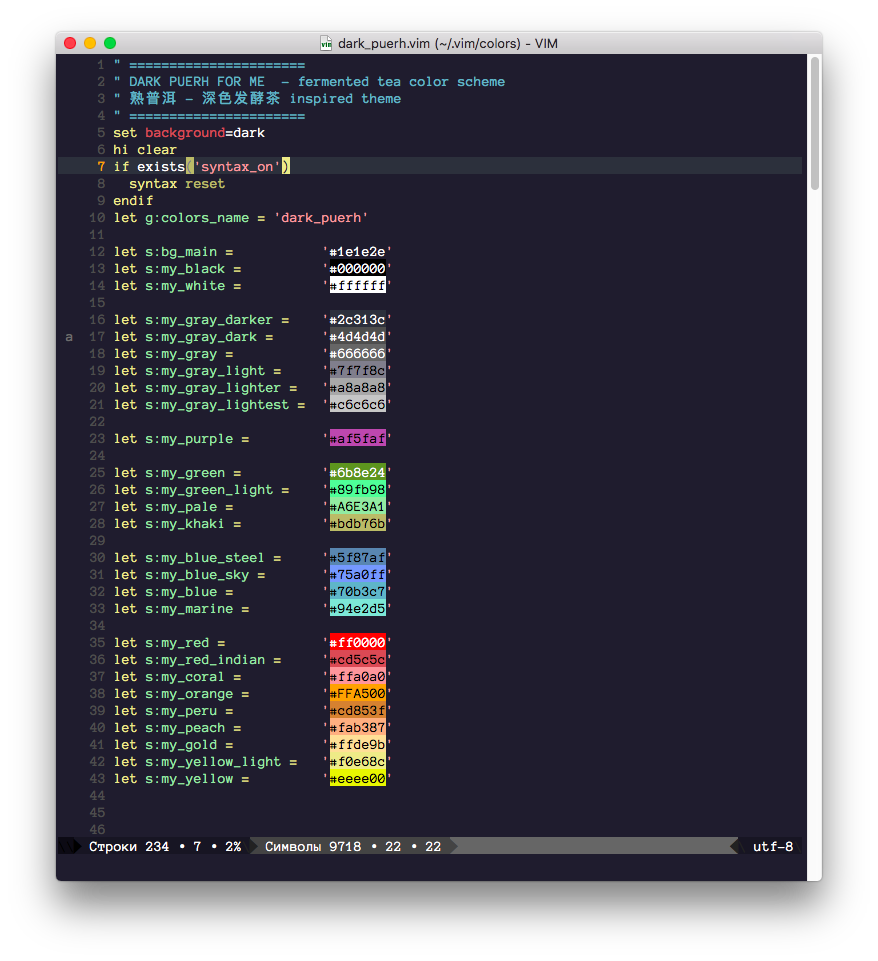 dark_puerh.vim (~/.vim/colors) - VIM
1 " ======================
2 " DARK PUERH FOR ME  – fermented tea color scheme
3 " 熟普洱 – 深色发酵茶 inspired theme
4 " ======================
5 set background=dark
6 hi clear
7 if exists('syntax_on')
8   syntax reset
9 endif
10 let g:colors_name = 'dark_puerh'
11
12 let s:bg_main =           '#1e1e2e'
13 let s:my_black =          '#000000'
14 let s:my_white =          '#ffffff'
15
16 let s:my_gray_darker =    '#2c313c'
a 17 let s:my_gray_dark =      '#4d4d4d'
18 let s:my_gray =           '#666666'
19 let s:my_gray_light =     '#7f7f8c'
20 let s:my_gray_lighter =   '#a8a8a8'
21 let s:my_gray_lightest =  '#c6c6c6'
22
23 let s:my_purple =         '#af5faf'
24
25 let s:my_green =          '#6b8e24'
26 let s:my_green_light =    '#89fb98'
27 let s:my_pale =           '#A6E3A1'
28 let s:my_khaki =          '#bdb76b'
29
30 let s:my_blue_steel =     '#5f87af'
31 let s:my_blue_sky =       '#75a0ff'
32 let s:my_blue =           '#70b3c7'
33 let s:my_marine =         '#94e2d5'
34
35 let s:my_red =            '#ff0000'
36 let s:my_red_indian =     '#cd5c5c'
37 let s:my_coral =          '#ffa0a0'
38 let s:my_orange =         '#FFA500'
39 let s:my_peru =           '#cd853f'
40 let s:my_peach =          '#fab387'
41 let s:my_gold =           '#ffde9b'
42 let s:my_yellow_light =   '#f0e68c'
43 let s:my_yellow =         '#eeee00'
44
45
46
Строки 234 • 7 • 2% Символы 9718 • 22 • 22 utf-8